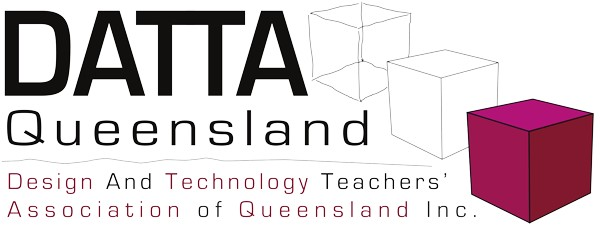 DATTA
Queensland
Design And Technology Teachers'
Association of Queensland Inc.